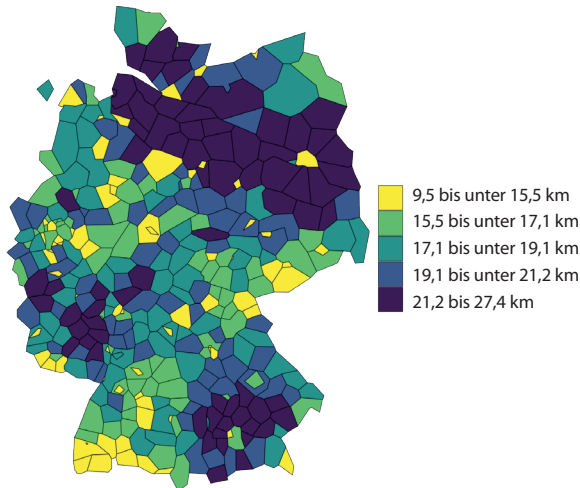 9,5 bis unter 15,5 km
15,5 bis unter 17,1 km
17,1 bis unter 19,1 km
19,1 bis unter 21,2 km
21,2 bis 27,4 km